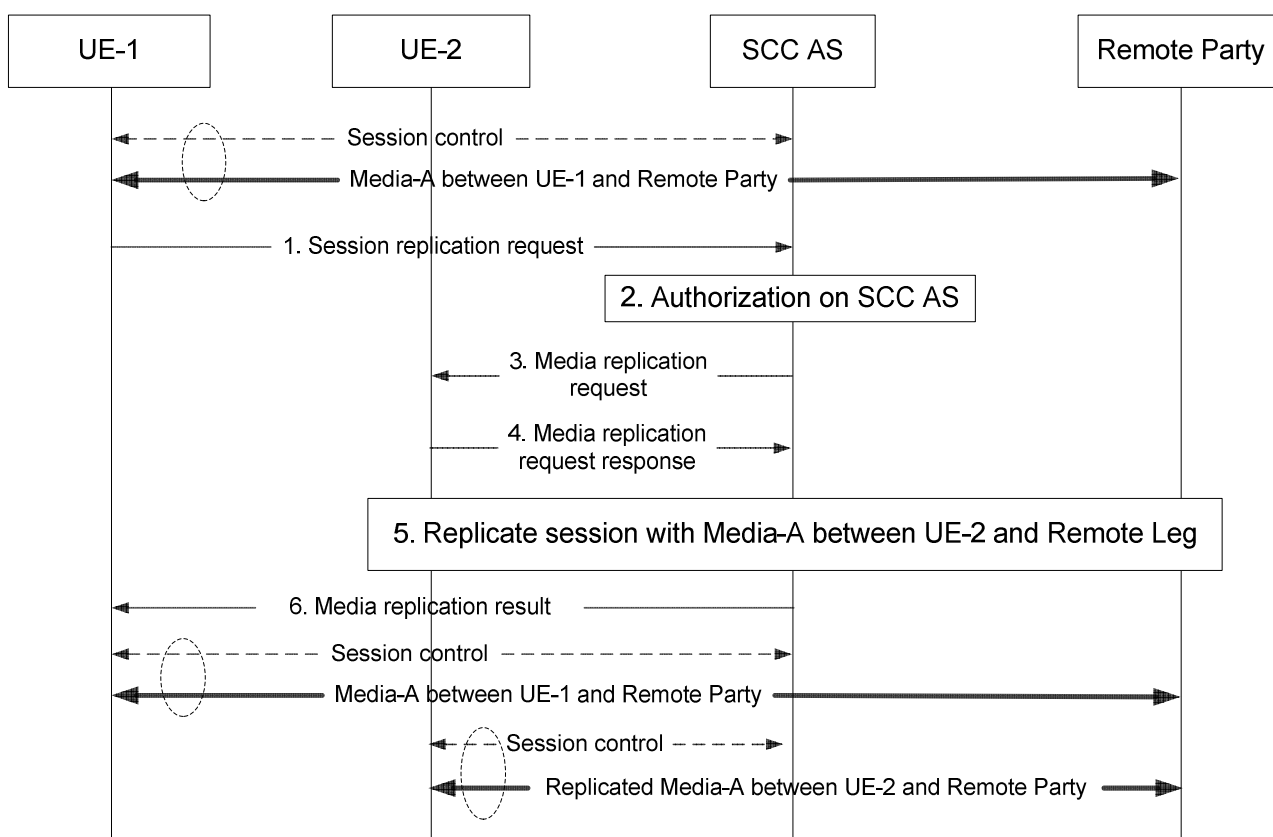 UE-1
UE-2
SCC AS
Remote Party
Session control
Media-A between UE-1 and Remote Party
1. Session replication request
2. Authorization on SCC AS
3. Media replication
request
4. Media replication
request response
5. Replicate session with Media-A between UE-2 and Remote Leg
6. Media replication result
Session control
Media-A between UE-1 and Remote Party
Session control
Replicated Media-A between UE-2 and Remote Party